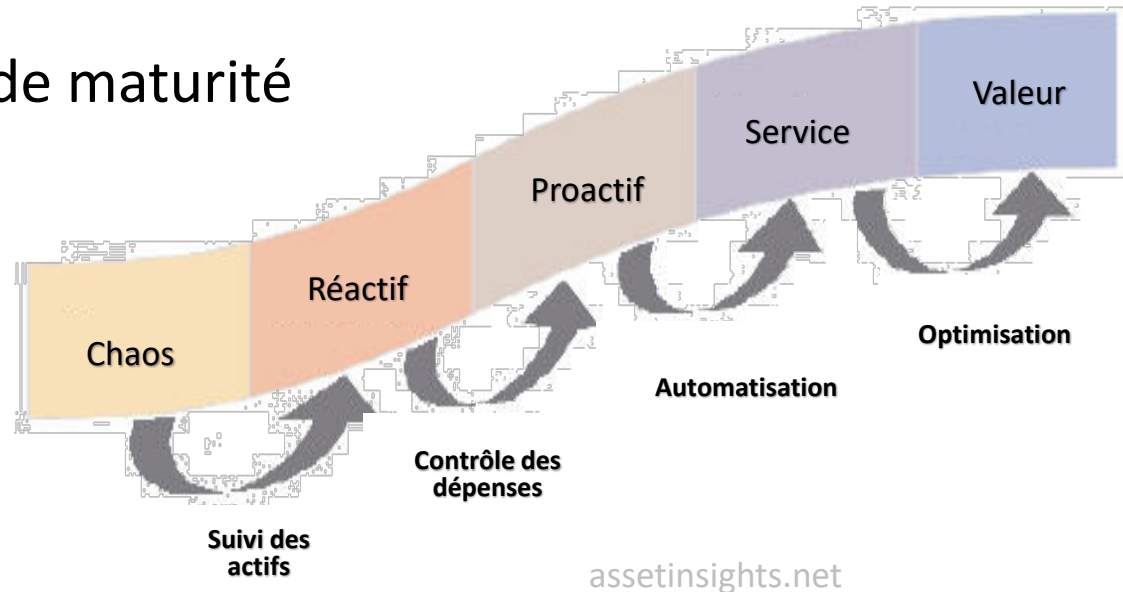 de maturité
Valeur
Service
Proactif
Réactif
Chaos
Optimisation
Automatisation
Contrôle des
dépenses
Suivi des
actifs
assetinsights.net